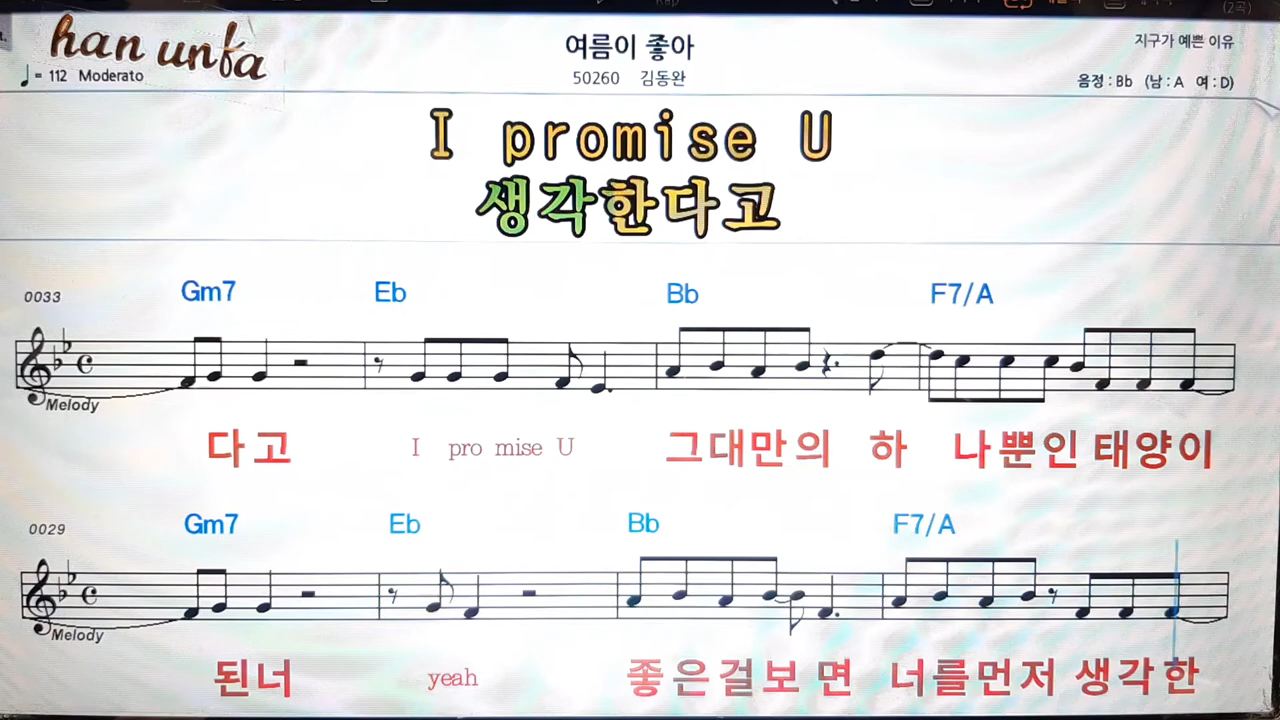 han unfa
여름이 좋아
지구가 예쁜 이유
♩= 112 Moderato
50260 김동완
음정 : Bb (남 : A 여 : D)
I promise U
생각한다고
0033 Gm7 Eb Bb F7/A
Melody
다고 I pro mise U 그대만의 하 나뿐인 태양이
0029 Gm7 Eb Bb F7/A
Melody
된너 yeah 좋은걸보 면 너를먼저 생각한